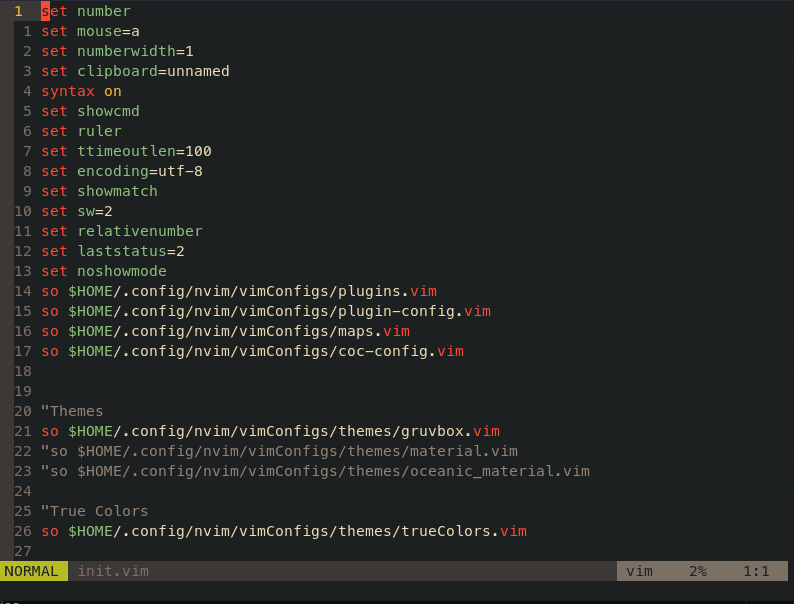 1 set number
1 set mouse=a
2 set numberwidth=1
3 set clipboard=unnamed
4 syntax on
5 set showcmd
6 set ruler
7 set ttimeoutlen=100
8 set encoding=utf-8
9 set showmatch
10 set sw=2
11 set relativenumber
12 set laststatus=2
13 set noshowmode
14 so $HOME/.config/nvim/vimConfigs/plugins.vim
15 so $HOME/.config/nvim/vimConfigs/plugin-config.vim
16 so $HOME/.config/nvim/vimConfigs/maps.vim
17 so $HOME/.config/nvim/vimConfigs/coc-config.vim
18
19
20 "Themes
21 so $HOME/.config/nvim/vimConfigs/themes/gruvbox.vim
22 "so $HOME/.config/nvim/vimConfigs/themes/material.vim
23 "so $HOME/.config/nvim/vimConfigs/themes/oceanic_material.vim
24
25 "True Colors
26 so $HOME/.config/nvim/vimConfigs/themes/trueColors.vim
27
NORMAL init.vim vim 2% 1:1